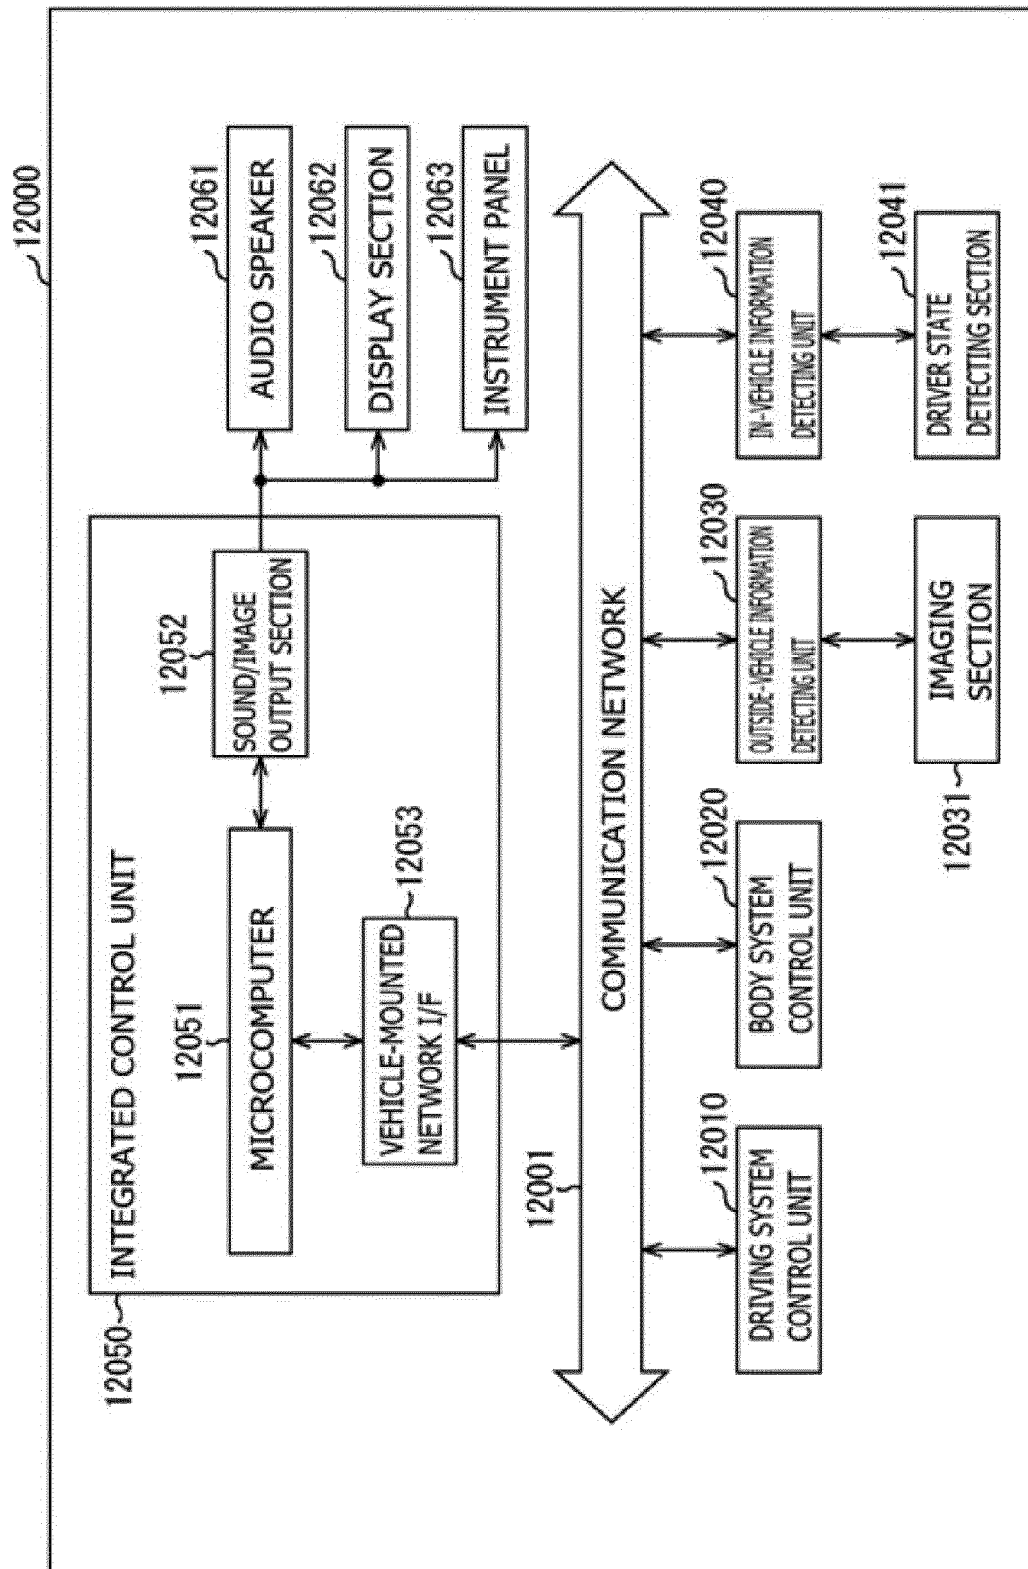 12000
12050
INTEGRATED CONTROL UNIT
12051
MICROCOMPUTER
12052
SOUND/IMAGE
OUTPUT SECTION
12053
VEHICLE-MOUNTED
NETWORK I/F
12061
AUDIO SPEAKER
12062
DISPLAY SECTION
12063
INSTRUMENT PANEL
12001
COMMUNICATION NETWORK
12010
DRIVING SYSTEM
CONTROL UNIT
12020
BODY SYSTEM
CONTROL UNIT
12030
OUTSIDE-VEHICLE INFORMATION
DETECTING UNIT
12040
IN-VEHICLE INFORMATION
DETECTING UNIT
12031
IMAGING
SECTION
12041
DRIVER STATE
DETECTING SECTION